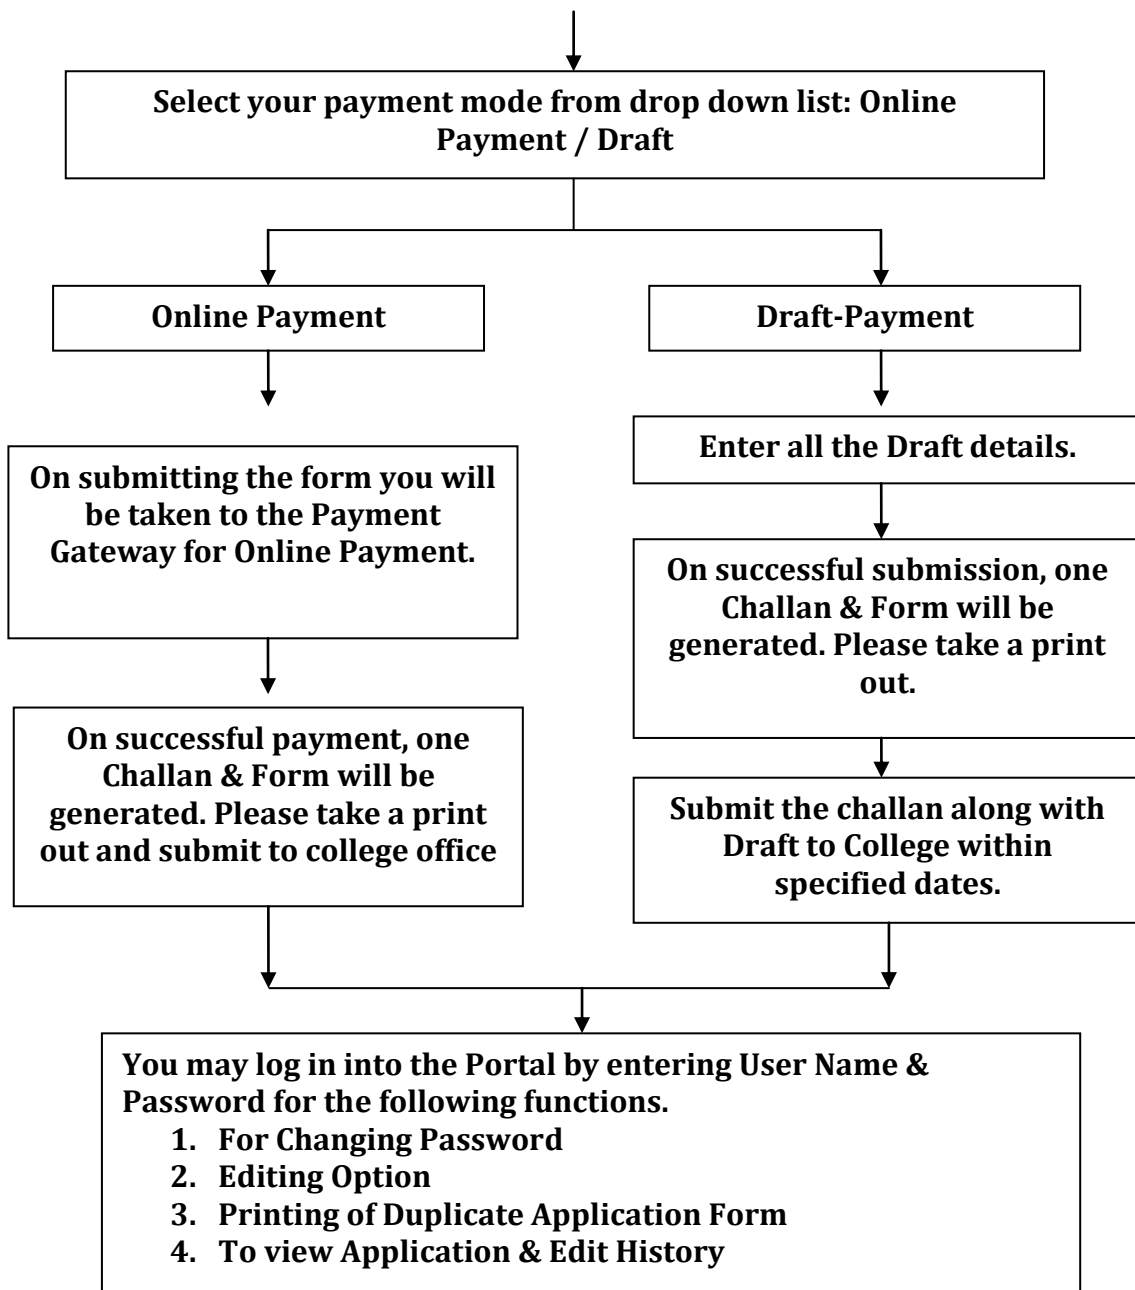 Select your payment mode from drop down list: Online
Payment / Draft
Online Payment
Draft-Payment
On submitting the form you will
be taken to the Payment
Gateway for Online Payment.
Enter all the Draft details.
On successful submission, one
Challan & Form will be
generated. Please take a print
out.
On successful payment, one
Challan & Form will be
generated. Please take a print
out and submit to college office
Submit the challan along with
Draft to College within
specified dates.
You may log in into the Portal by entering User Name &
Password for the following functions.
1. For Changing Password
2. Editing Option
3. Printing of Duplicate Application Form
4. To view Application & Edit History